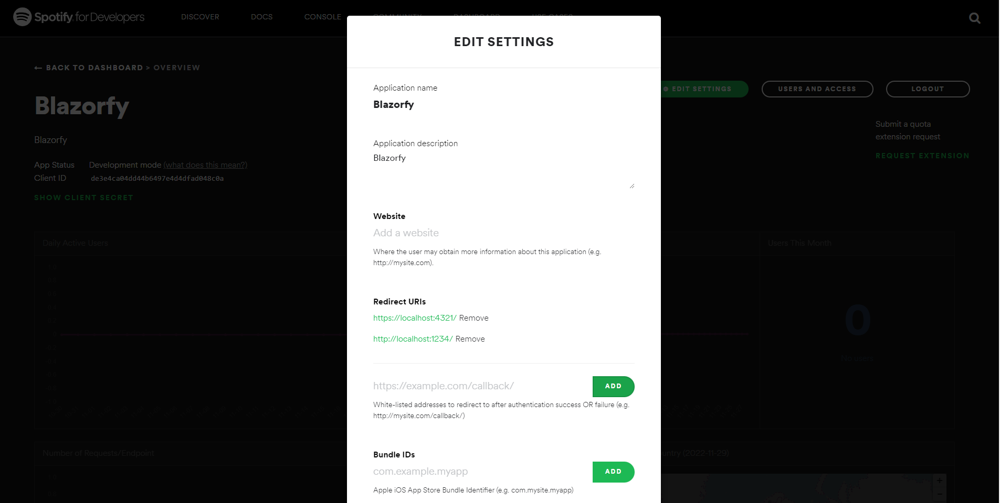 Spotify for Developers
DISCOVER
DOCS
CONSOLE
COMMUNITY
DASHBOARD
USE CASES
← BACK TO DASHBOARD > OVERVIEW
Blazorfy
Blazorfy
App Status Development mode (what does this mean?)
Client ID de3e4ca04dd44b6497e4d4dfad048c0a
SHOW CLIENT SECRET
EDIT SETTINGS
USERS AND ACCESS
LOGOUT
Submit a quota
extension request
REQUEST EXTENSION
Daily Active Users
Users This Month
0
No users
Number of Requests/Endpoint
(2022-11-29)
EDIT SETTINGS
Application name
Blazorfy
Application description
Blazorfy
Website
Add a website
Where the user may obtain more information about this application (e.g.
http://mysite.com).
Redirect URIs
https://localhost:4321/ Remove
http://localhost:1234/ Remove
https://example.com/callback/
ADD
White-listed addresses to redirect to after authentication success OR failure (e.g.
http://mysite.com/callback/)
Bundle IDs
com.example.myapp
ADD
Apple iOS App Store Bundle Identifier (e.g. com.mysite.myapp)